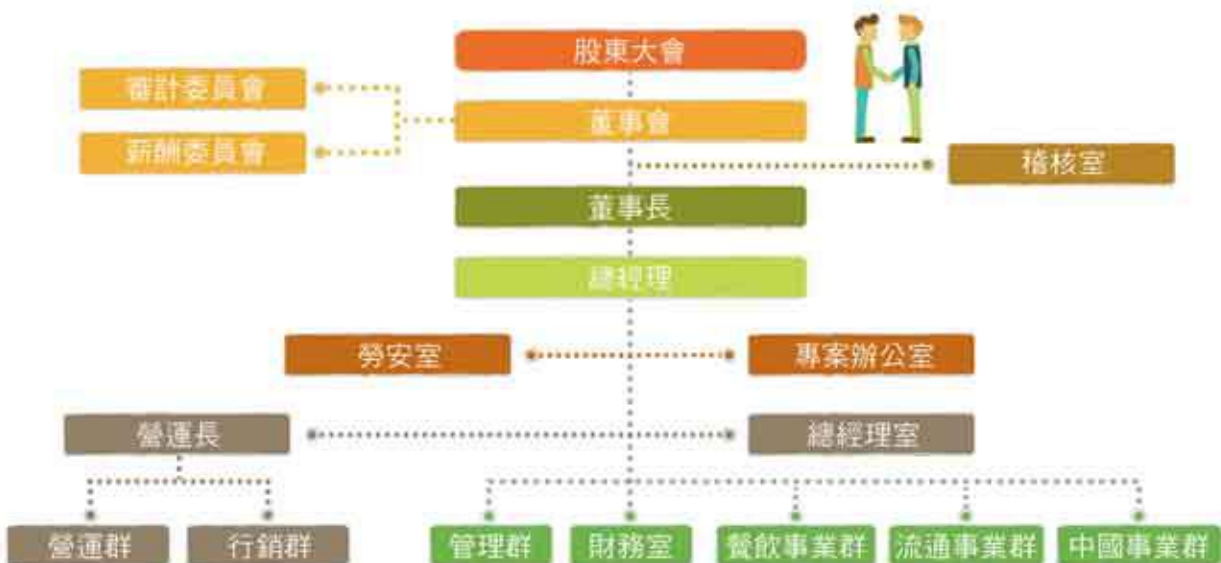 股東大會
審計委員會
董事會
薪酬委員會
稽核室
董事長
總經理
勞安室
專案辦公室
營運長
總經理室
營運群
行銷群
管理群
財務室
餐飲事業群
流通事業群
中國事業群